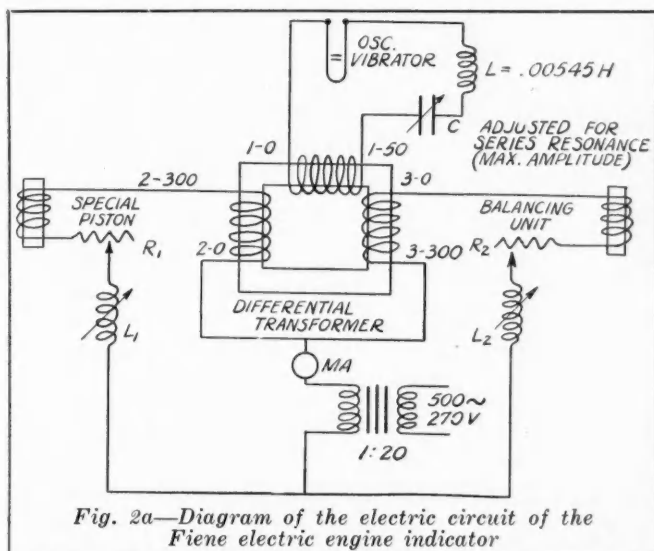 OSC.
VIBRATOR
L = .00545 H
C
ADJUSTED FOR
SERIES RESONANCE
(MAX. AMPLITUDE)
1-0
1-50
2-300
3-0
SPECIAL
PISTON
BALANCING
UNIT
R1
2-0
3-300
R2
L1
DIFFERENTIAL
TRANSFORMER
L2
MA
500~
270V
1:20
Fig. 2a—Diagram of the electric circuit of the
Fiene electric engine indicator